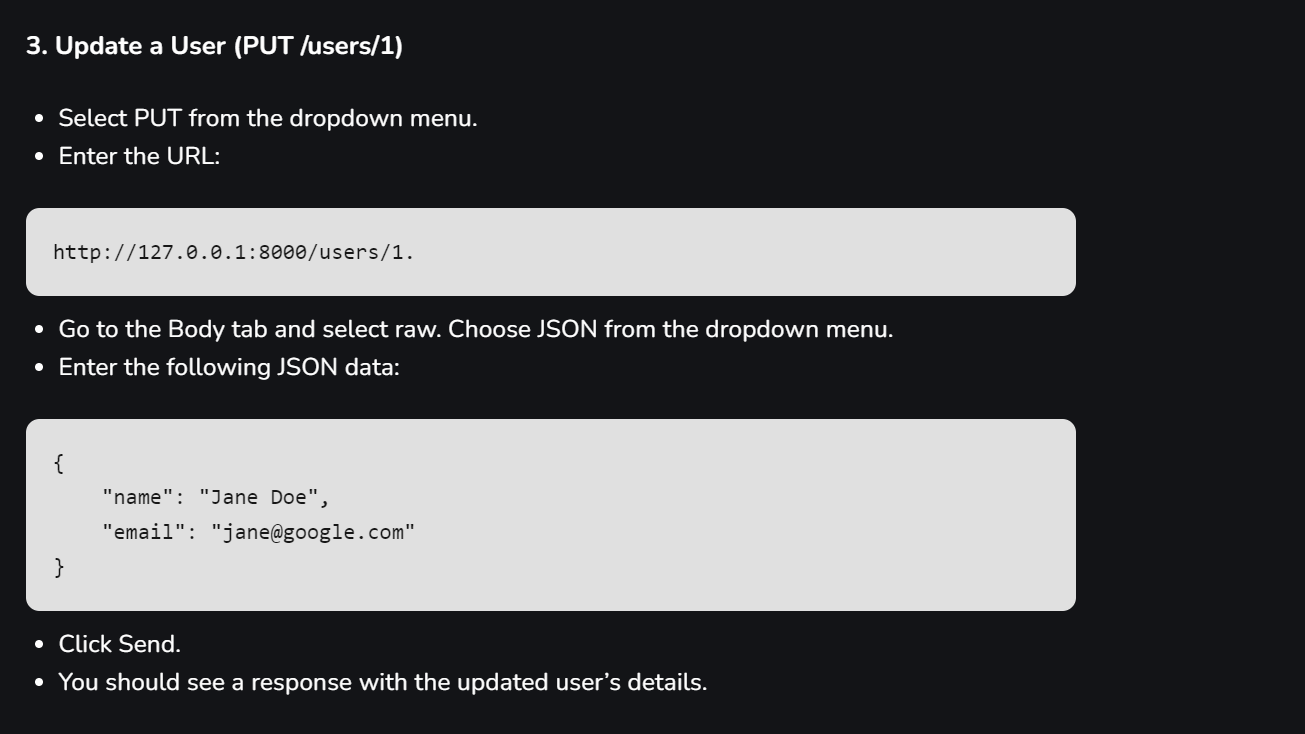 3. Update a User (PUT /users/1)
• Select PUT from the dropdown menu.
• Enter the URL:
http://127.0.0.1:8000/users/1.
• Go to the Body tab and select raw. Choose JSON from the dropdown menu.
• Enter the following JSON data:
{
    "name": "Jane Doe",
    "email": "jane@google.com"
}
• Click Send.
• You should see a response with the updated user’s details.